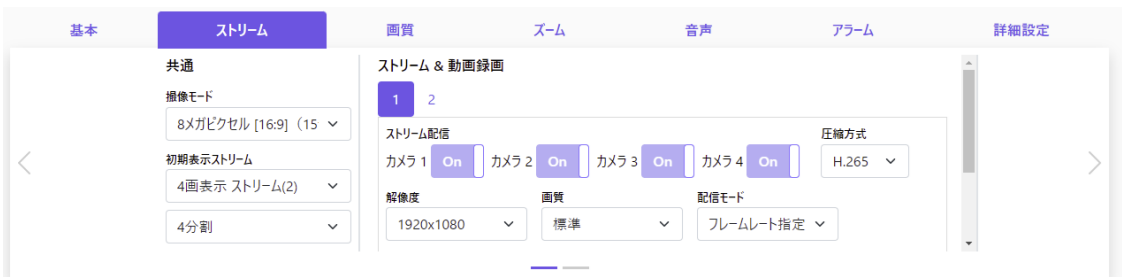 基本 ストリーム 画質 ズーム 音声 アラーム 詳細設定
共通
撮像モード
8メガピクセル [16:9]（15
初期表示ストリーム
4画表示 ストリーム(2)
4分割
ストリーム & 動画録画
1 2
ストリーム配信 圧縮方式
カメラ 1 On カメラ 2 On カメラ 3 On カメラ 4 On H.265
解像度 画質 配信モード
1920x1080 標準 フレームレート指定